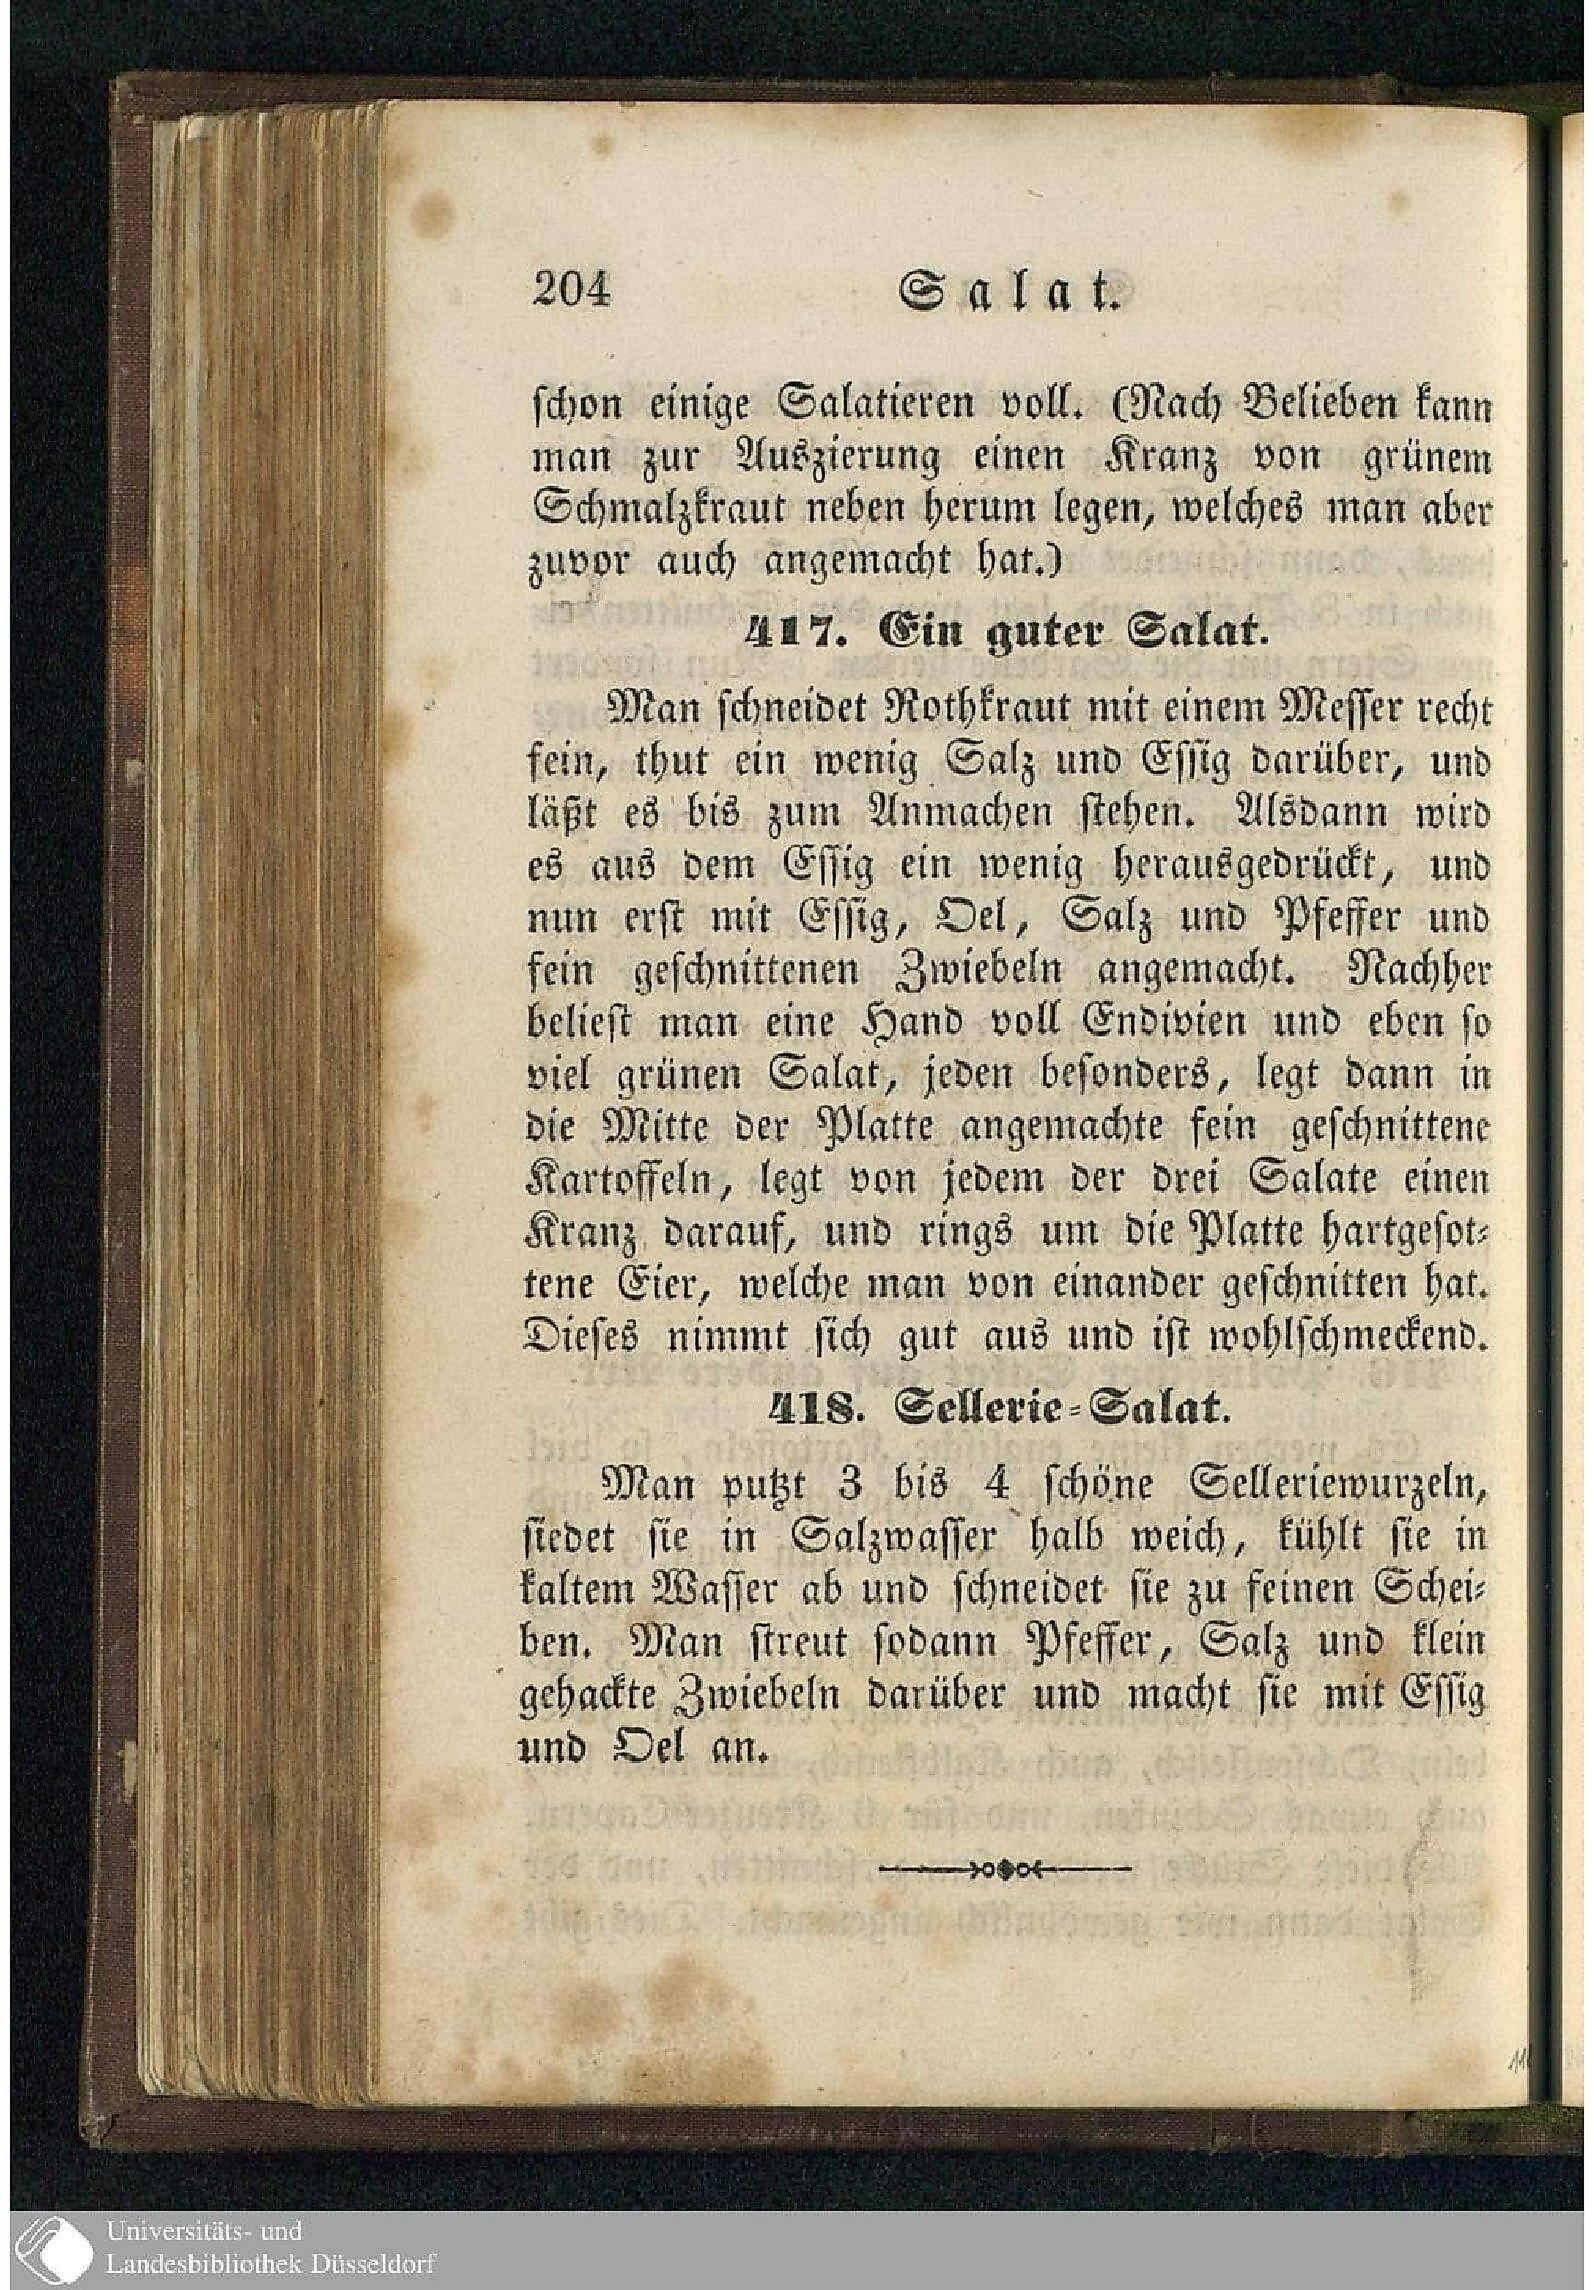 204 Salat.
schon einige Salatieren voll. (Nach Belieben kann
man zur Auszierung einen Kranz von grünem
Schmalzkraut neben herum legen, welches man aber
zuvor auch angemacht hat.)
417. Ein guter Salat.
Man schneidet Rothkraut mit einem Messer recht
fein, thut ein wenig Salz und Essig darüber, und
läßt es bis zum Anmachen stehen. Alsdann wird
es aus dem Essig ein wenig herausgedrückt, und
nun erst mit Essig, Oel, Salz und Pfeffer und
fein geschnittenen Zwiebeln angemacht. Nachher
beliest man eine Hand voll Endivien und eben so
viel grünen Salat, jeden besonders, legt dann in
die Mitte der Platte angemachte fein geschnittene
Kartoffeln, legt von jedem der drei Salate einen
Kranz darauf, und rings um die Platte hartgesot-
tene Eier, welche man von einander geschnitten hat.
Dieses nimmt sich gut aus und ist wohlschmeckend.
418. Sellerie-Salat.
Man putzt 3 bis 4 schöne Selleriewurzeln,
siedet sie in Salzwasser halb weich, kühlt sie in
kaltem Wasser ab und schneidet sie zu feinen Schei-
ben. Man streut sodann Pfeffer, Salz und klein
gehackte Zwiebeln darüber und macht sie mit Essig
und Oel an.
Universitäts- und
Landesbibliothek Düsseldorf